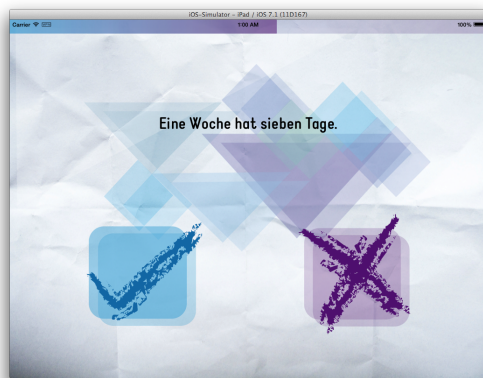 iOS-Simulator – iPad / iOS 7.1 (11D167)
Carrier 1:00 AM 100%
Eine Woche hat sieben Tage.